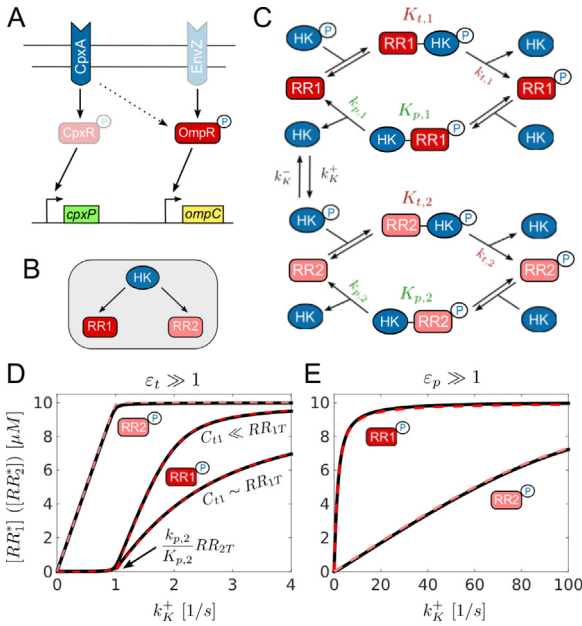 A
CpxA
EnvZ
CpxR
P
OmpR
P
cpxP
ompC
B
HK
RR1
RR2
C
HK
P
K_{t,1}
RR1
HK
P
HK
k_{t,1}
RR1
RR1
P
k_{p,1}
K_{p,1}
HK
HK
RR1
P
HK
k_K^-
k_K^+
HK
P
K_{t,2}
RR2
HK
P
HK
k_{t,2}
RR2
RR2
P
k_{p,2}
K_{p,2}
HK
HK
RR2
P
HK
D
ε_t ≫ 1
[RR_1^*] ([RR_2^*]) [μM]
10
8
6
4
2
0
RR2
P
C_{t1} ≪ RR_{1T}
RR1
P
C_{t1} ∼ RR_{1T}
k_{p,2}
K_{p,2}
RR_{2T}
0 1 2 3 4
k_K^+ [1/s]
E
ε_p ≫ 1
10
8
6
4
2
0
RR1
P
RR2
P
0 20 40 60 80 100
k_K^+ [1/s]